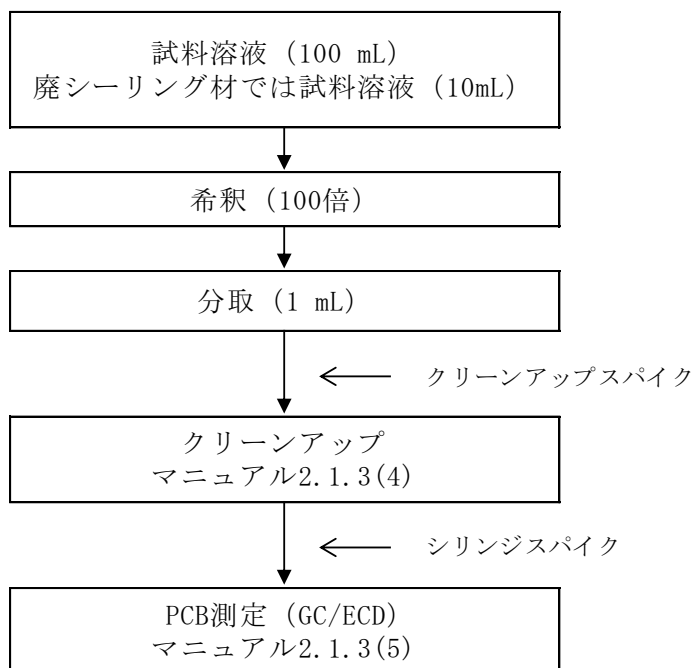 試料溶液 (100 mL)
廃シーリング材では試料溶液 (10mL)
希釈 (100倍)
分取 (1 mL)
クリーンアップスパイク
クリーンアップ
マニュアル2.1.3(4)
シリンジスパイク
PCB測定 (GC/ECD)
マニュアル2.1.3(5)